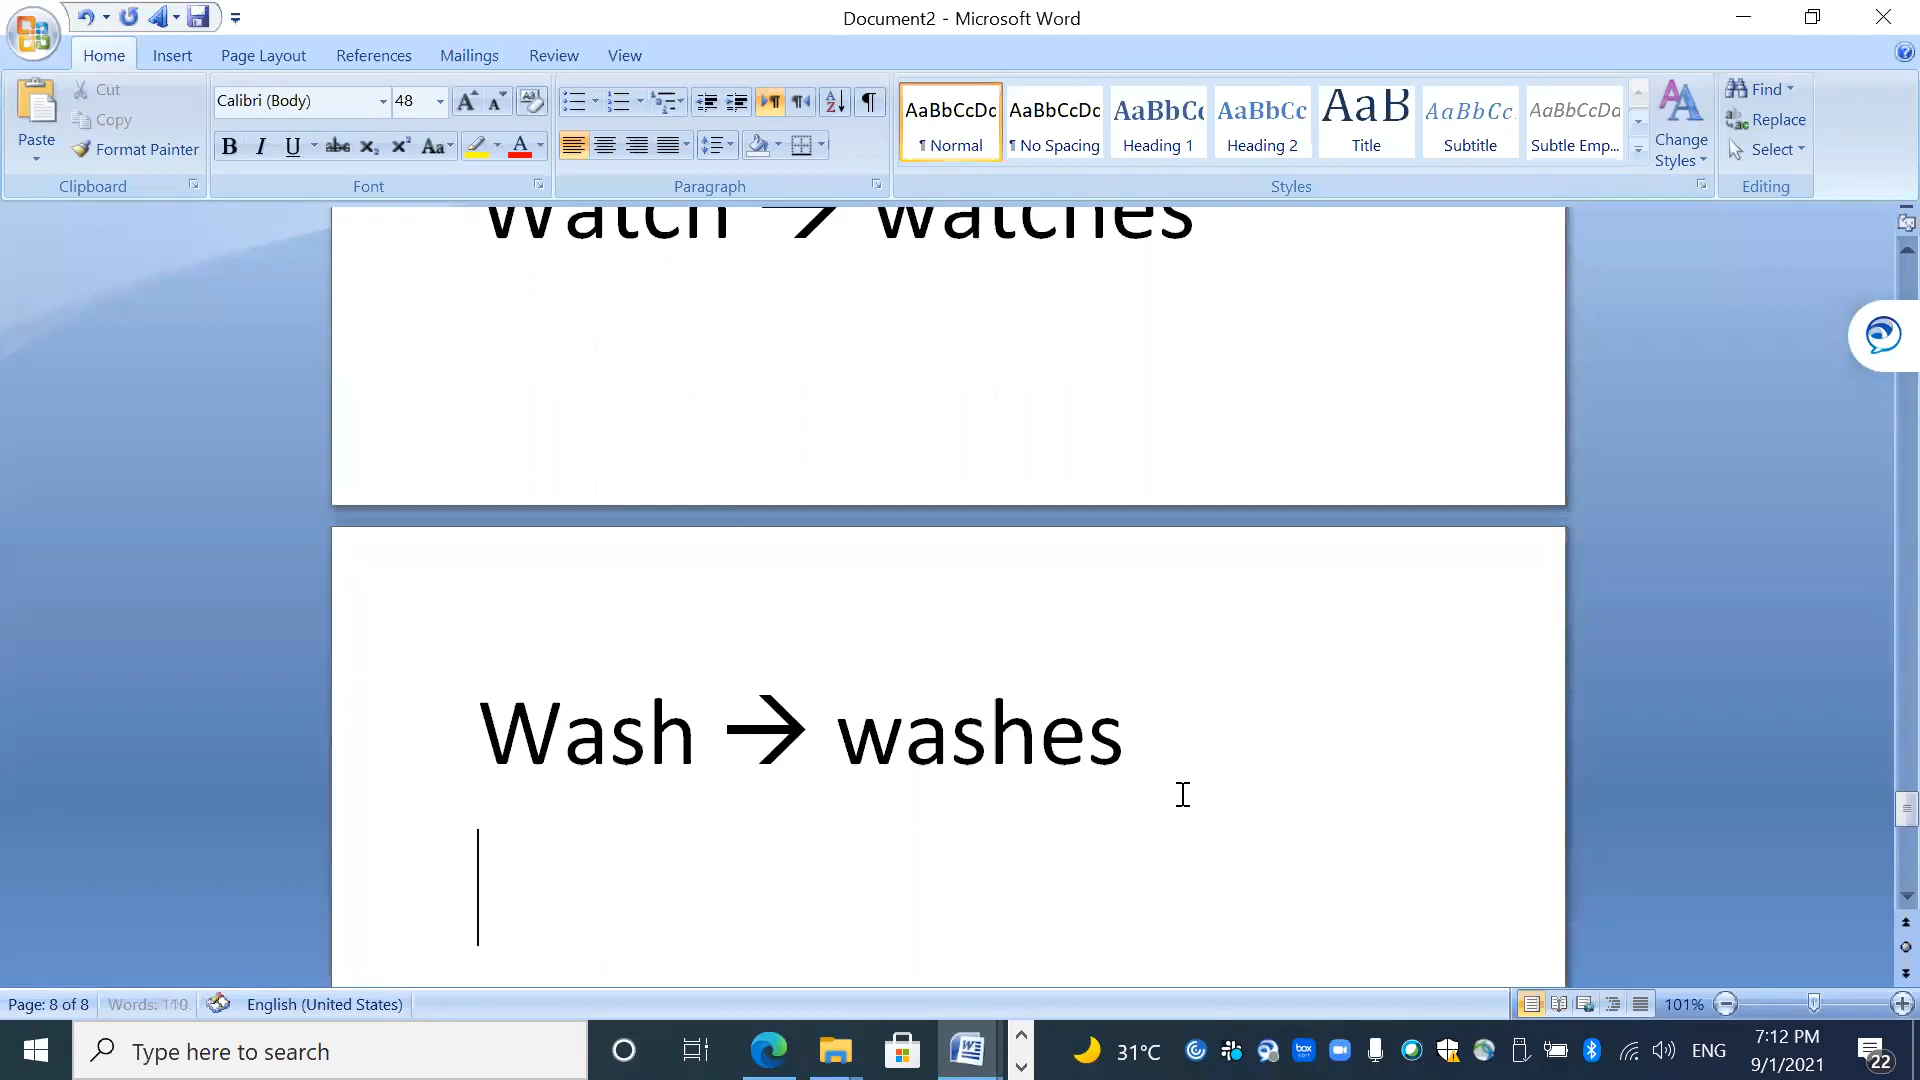 Document2 - Microsoft Word
Home Insert Page Layout References Mailings Review View
Paste
Cut
Copy
Format Painter
Clipboard
Calibri (Body) 48
Font
Paragraph
AaBbCcDc AaBbCcDc AaBbCc AaBbCc AaB AaBbCc. AaBbCcDa
¶ Normal ¶ No Spacing Heading 1 Heading 2 Title Subtitle Subtle Emp...
Styles
Change Styles
Find
Replace
Select
Editing
Watch → watches
Wash → washes
Page: 8 of 8 Words: 110 English (United States) 101%
Type here to search
31°C ENG 7:12 PM
9/1/2021 22